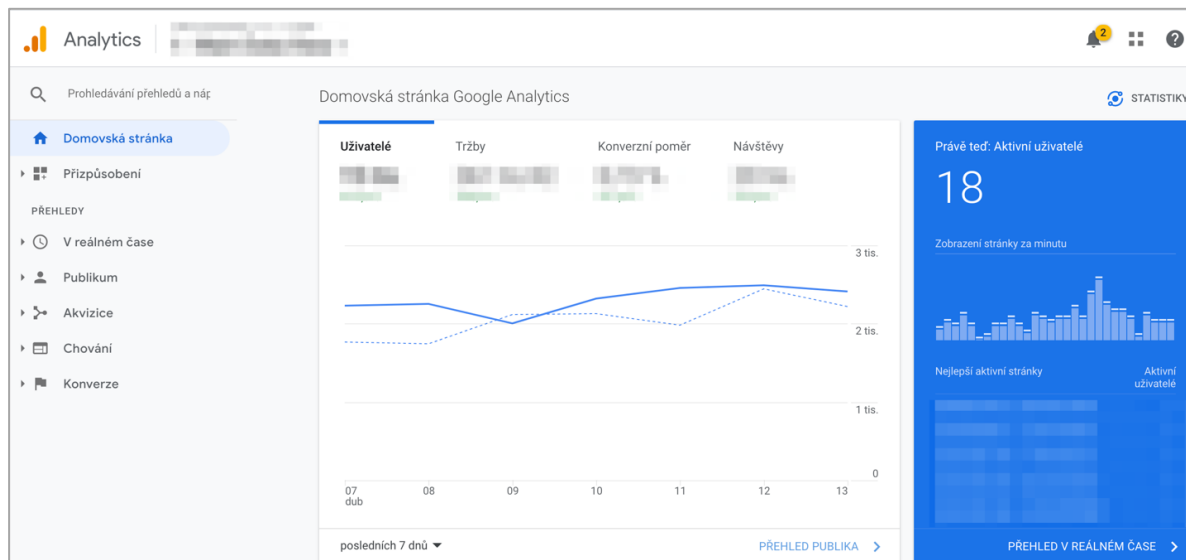 Analytics
2
Prohledávání přehledů a náp
Domovská stránka
Přizpůsobení
PŘEHLEDY
V reálném čase
Publikum
Akvizice
Chování
Konverze
Domovská stránka Google Analytics
STATISTIKY
Uživatelé
Tržby
Konverzní poměr
Návštěvy
3 tis.
2 tis.
1 tis.
0
07
dub
08
09
10
11
12
13
posledních 7 dnů
PŘEHLED PUBLIKA
Právě teď: Aktivní uživatelé
18
Zobrazení stránky za minutu
Nejlepší aktivní stránky
Aktivní
uživatelé
PŘEHLED V REÁLNÉM ČASE